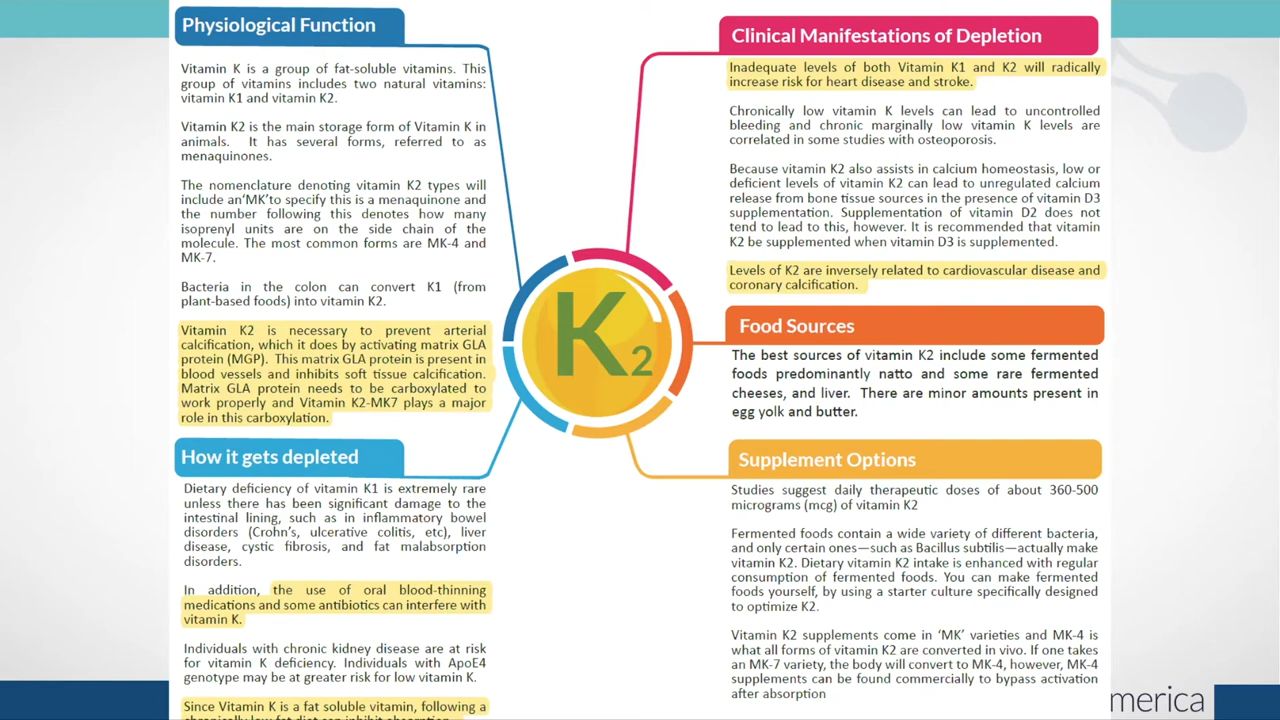 Physiological Function
Vitamin K is a group of fat-soluble vitamins. This
group of vitamins includes two natural vitamins:
vitamin K1 and vitamin K2.
Vitamin K2 is the main storage form of Vitamin K in
animals. It has several forms, referred to as
menaquinones.
The nomenclature denoting vitamin K2 types will
include an'MK'to specify this is a menaquinone and
the number following this denotes how many
isoprenyl units are on the side chain of the
molecule. The most common forms are MK-4 and
MK-7.
Bacteria in the colon can convert K1 (from
plant-based foods) into vitamin K2.
Vitamin K2 is necessary to prevent arterial
calcification, which it does by activating matrix GLA
protein (MGP). This matrix GLA protein is present in
blood vessels and inhibits soft tissue calcification.
Matrix GLA protein needs to be carboxylated to
work properly and Vitamin K2-MK7 plays a major
role in this carboxylation.
How it gets depleted
Dietary deficiency of vitamin K1 is extremely rare
unless there has been significant damage to the
intestinal lining, such as in inflammatory bowel
disorders (Crohn's, ulcerative colitis, etc), liver
disease, cystic fibrosis, and fat malabsorption
disorders.
In addition, the use of oral blood-thinning
medications and some antibiotics can interfere with
vitamin K.
Individuals with chronic kidney disease are at risk
for vitamin K deficiency. Individuals with ApoE4
genotype may be at greater risk for low vitamin K.
Since Vitamin K is a fat soluble vitamin, following a
chronically low fat diet can inhibit absorption.
K2
Clinical Manifestations of Depletion
Inadequate levels of both Vitamin K1 and K2 will radically
increase risk for heart disease and stroke.
Chronically low vitamin K levels can lead to uncontrolled
bleeding and chronic marginally low vitamin K levels are
correlated in some studies with osteoporosis.
Because vitamin K2 also assists in calcium homeostasis, low or
deficient levels of vitamin K2 can lead to unregulated calcium
release from bone tissue sources in the presence of vitamin D3
supplementation. Supplementation of vitamin D2 does not
tend to lead to this, however. It is recommended that vitamin
K2 be supplemented when vitamin D3 is supplemented.
Levels of K2 are inversely related to cardiovascular disease and
coronary calcification.
Food Sources
The best sources of vitamin K2 include some fermented
foods predominantly natto and some rare fermented
cheeses, and liver. There are minor amounts present in
egg yolk and butter.
Supplement Options
Studies suggest daily therapeutic doses of about 360-500
micrograms (mcg) of vitamin K2
Fermented foods contain a wide variety of different bacteria,
and only certain ones—such as Bacillus subtilis—actually make
vitamin K2. Dietary vitamin K2 intake is enhanced with regular
consumption of fermented foods. You can make fermented
foods yourself, by using a starter culture specifically designed
to optimize K2.
Vitamin K2 supplements come in 'MK' varieties and MK-4 is
what all forms of vitamin K2 are converted in vivo. If one takes
an MK-7 variety, the body will convert to MK-4, however, MK-4
supplements can be found commercially to bypass activation
after absorption
merica